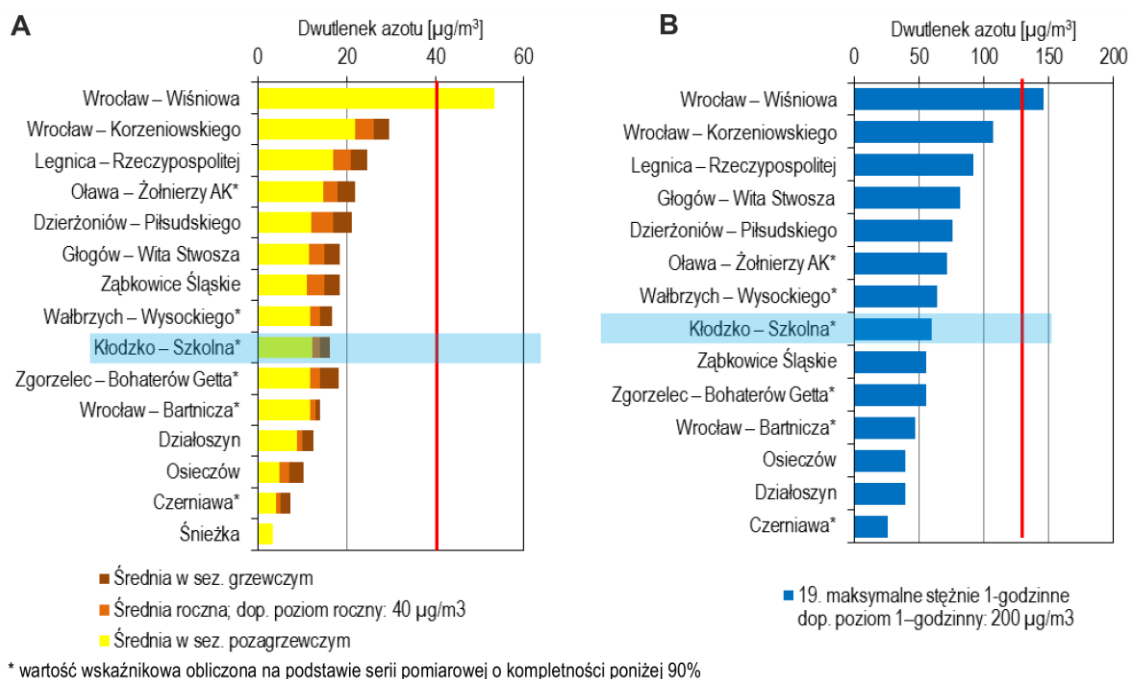 A
Dwutlenek azotu [µg/m³]
0 20 40 60
Wrocław – Wiśniowa
Wrocław – Korzeniowskiego
Legnica – Rzeczypospolitej
Oława – Żołnierzy AK*
Dzierżoniów – Piłsudskiego
Głogów – Wita Stwosza
Ząbkowice Śląskie
Wałbrzych – Wysockiego*
Kłodzko – Szkolna*
Zgorzelec – Bohaterów Getta*
Wrocław – Bartnicza*
Działoszyn
Osieczów
Czerniawa*
Śnieżka
Średnia w sez. grzewczym
Średnia roczna; dop. poziom roczny: 40 µg/m3
Średnia w sez. pozagrzewczym
B
Dwutlenek azotu [µg/m³]
0 50 100 150 200
Wrocław – Wiśniowa
Wrocław – Korzeniowskiego
Legnica – Rzeczypospolitej
Głogów – Wita Stwosza
Dzierżoniów – Piłsudskiego
Oława – Żołnierzy AK*
Wałbrzych – Wysockiego*
Kłodzko – Szkolna*
Ząbkowice Śląskie
Zgorzelec – Bohaterów Getta*
Wrocław – Bartnicza*
Osieczów
Działoszyn
Czerniawa*
19. maksymalne stężnie 1-godzinne
dop. poziom 1–godzinny: 200 µg/m3
* wartość wskaźnikowa obliczona na podstawie serii pomiarowej o kompletności poniżej 90%